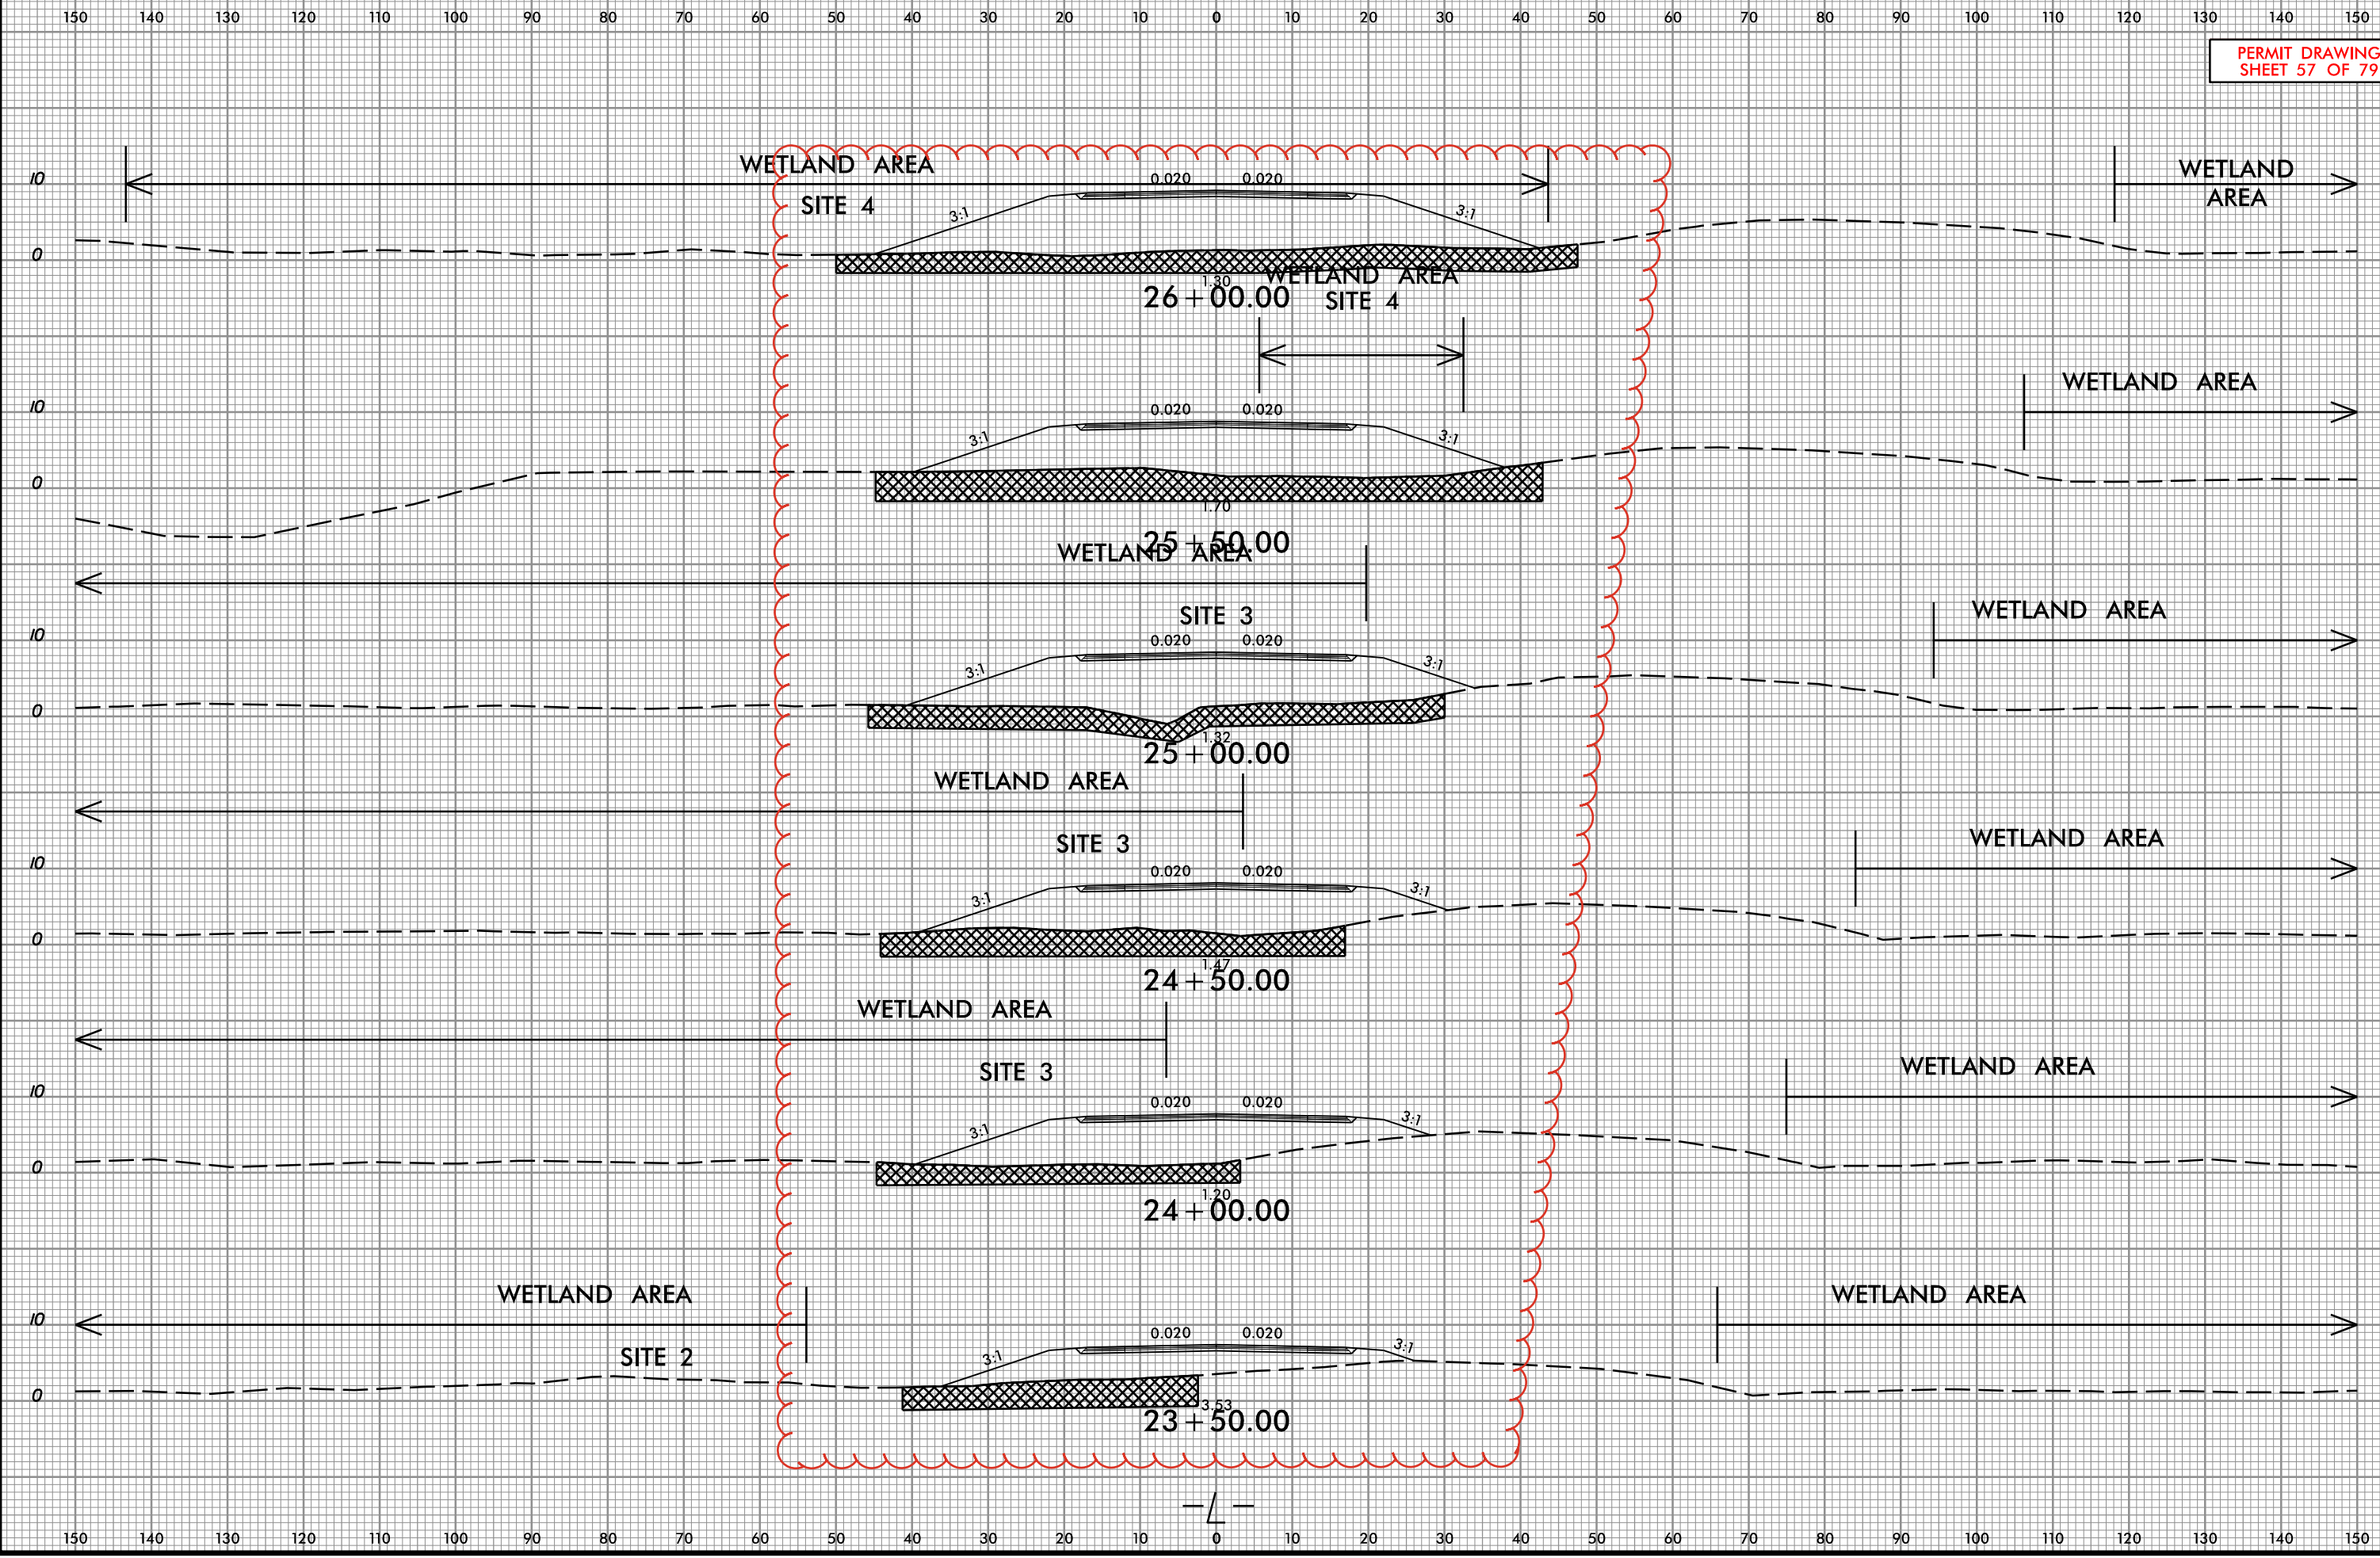 150 140 130 120 110 100 90 80 70 60 50 40 30 20 10 0 10 20 30 40 50 60 70 80 90 100 110 120 130 140 150
PERMIT DRAWING
SHEET 57 OF 79
WETLAND AREA
SITE 4
WETLAND
AREA
10
0.020 0.020
3:1 3:1
0
1.30
26+00.00
WETLAND AREA
SITE 4
WETLAND AREA
10
0.020 0.020
3:1 3:1
0
1.70
25+50.00
WETLAND AREA
SITE 3
WETLAND AREA
10
0.020 0.020
3:1 3:1
0
1.32
25+00.00
WETLAND AREA
SITE 3
WETLAND AREA
10
0.020 0.020
3:1 3:1
0
1.47
24+50.00
WETLAND AREA
SITE 3
WETLAND AREA
10
0.020 0.020
3:1 3:1
0
1.20
24+00.00
WETLAND AREA
SITE 2
WETLAND AREA
10
0.020 0.020
3:1 3:1
0
3.53
23+50.00
-L-
150 140 130 120 110 100 90 80 70 60 50 40 30 20 10 0 10 20 30 40 50 60 70 80 90 100 110 120 130 140 150